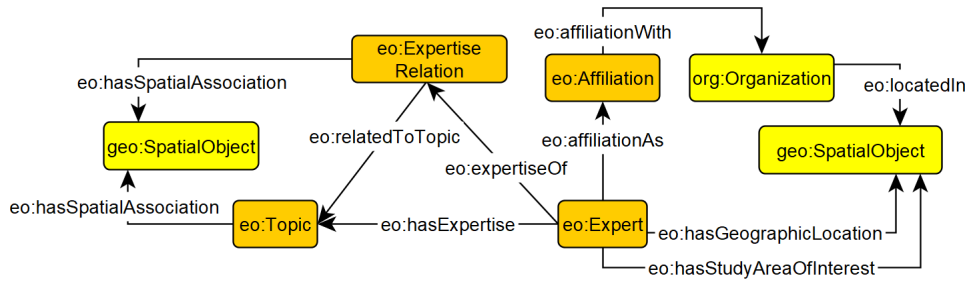 eo:affiliationWith
eo:Expertise
Relation
eo:hasSpatialAssociation
eo:Affiliation
org:Organization
eo:locatedIn
eo:relatedToTopic
eo:affiliationAs
geo:SpatialObject
geo:SpatialObject
eo:expertiseOf
eo:hasSpatialAssociation
eo:Topic
eo:hasExpertise
eo:Expert
eo:hasGeographicLocation
eo:hasStudyAreaOfInterest